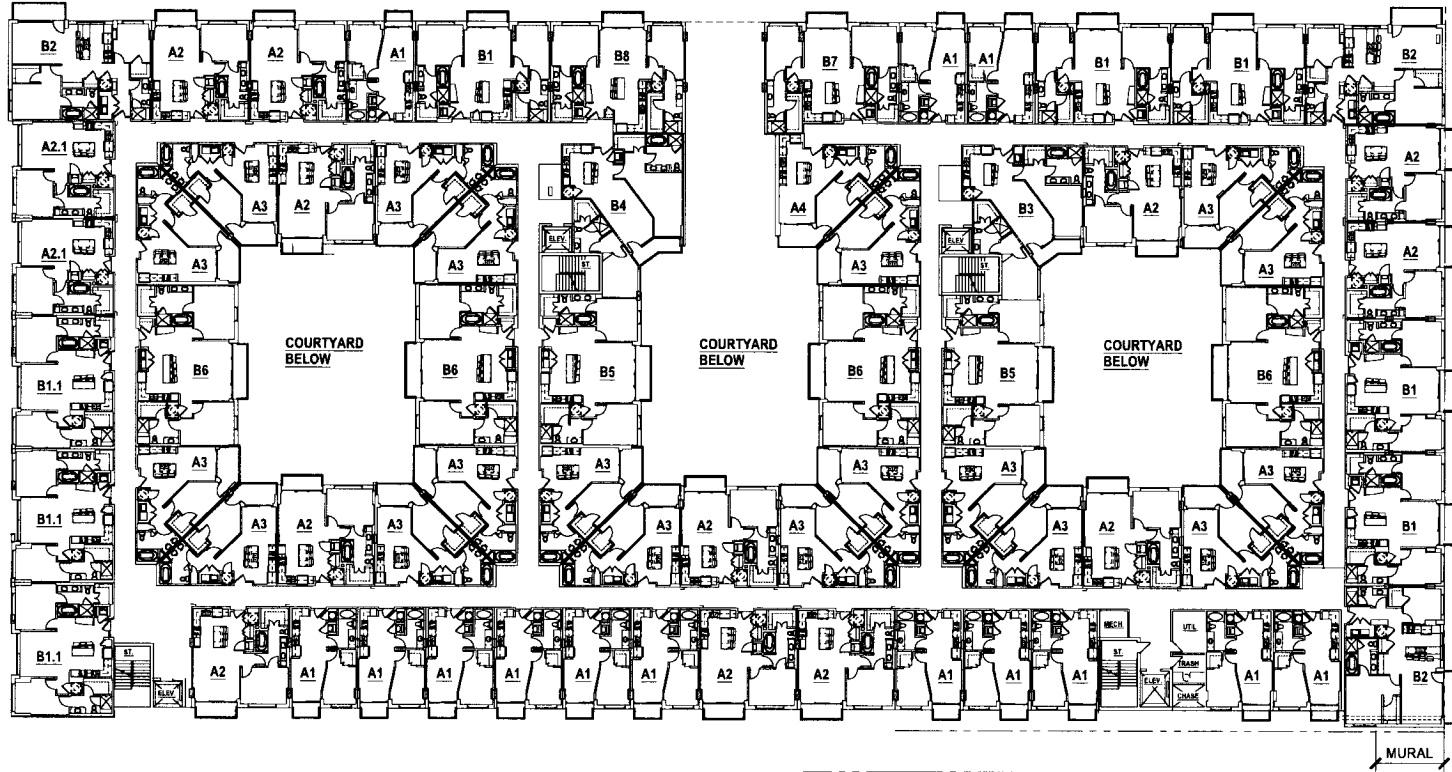 B2
A2
A2
A1
B1
B8
B7
A1
A1
B1
B1
B2
A2.1
A3
A2
A3
B4
A4
B3
A2
A3
A2
A2.1
A3
A3
ELEV.
ST.
A3
ELEV.
ST.
A3
A2
COURTYARD
BELOW
COURTYARD
BELOW
COURTYARD
BELOW
B1.1
B6
B6
B5
B6
B5
B6
B1
A3
A3
A3
A3
A3
A3
B1.1
A3
A2
A3
A3
A2
A3
A3
A2
A3
B1
B1.1
ST.
ELEV.
A2
A1
A1
A1
A1
A1
A1
A2
A2
A1
A1
A1
MECH.
ST.
ELEV.
UTIL
TRASH
CHASE
A1
A1
B2
MURAL